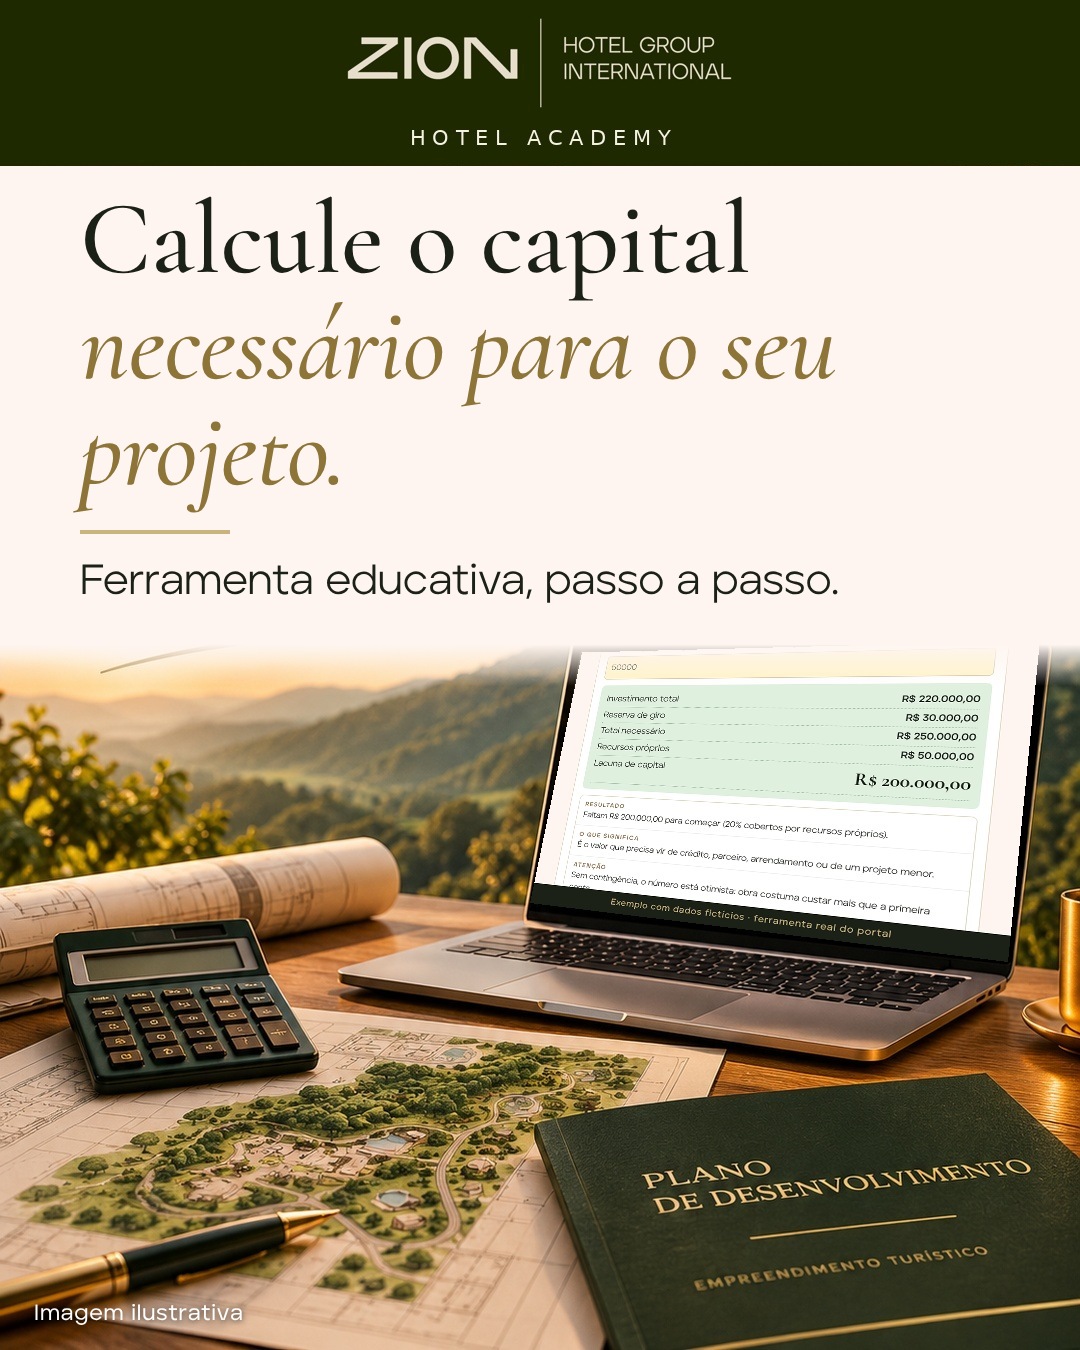 ZION
HOTEL GROUP
INTERNATIONAL
HOTEL ACADEMY
Calcule o capital
necessário para o seu
projeto.
Ferramenta educativa, passo a passo.
50000
Investimento total R$ 220.000,00
Reserva de giro R$ 30.000,00
Total necessário R$ 250.000,00
Recursos próprios R$ 50.000,00
Lacuna de capital R$ 200.000,00
RESULTADO
Faltam R$ 200.000,00 para começar (20% cobertos por recursos próprios).
O QUE SIGNIFICA
É o valor que precisa vir de crédito, parceiro, arrendamento ou de um projeto menor.
ATENÇÃO
Sem contingência, o número está otimista: obra costuma custar mais que a primeira
Exemplo com dados fictícios · ferramenta real do portal
PLANO
DE DESENVOLVIMENTO
EMPREENDIMENTO TURÍSTICO
Imagem ilustrativa